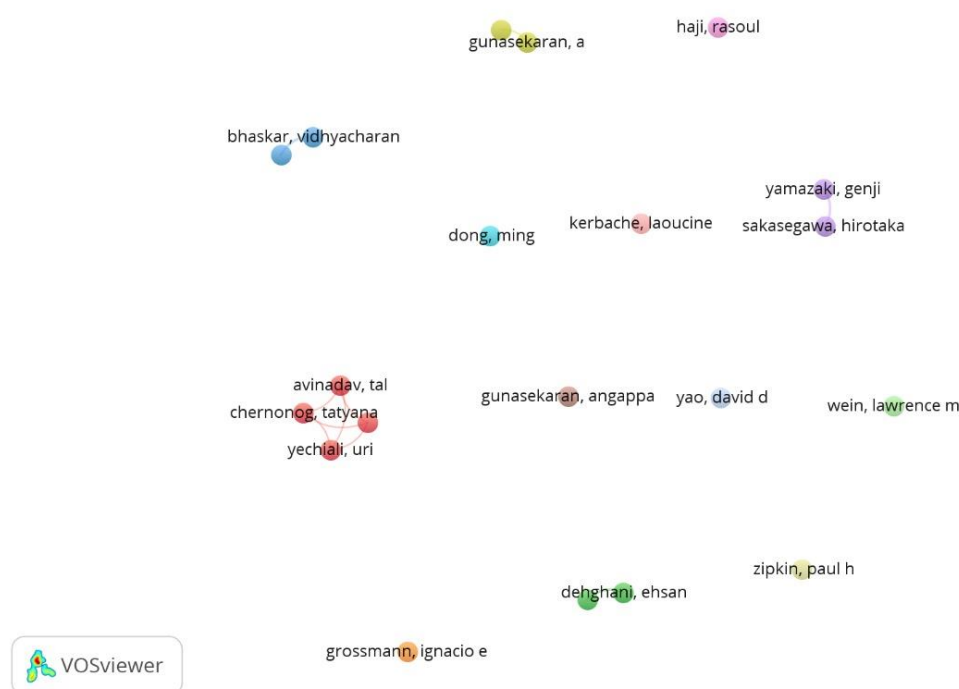 haji, rasoul
gunasekaran, a
bhaskar, vidhyacharan
yamazaki, genji
kerbache, laoucine
sakasegawa, hirotaka
dong, ming
avinadav, tal
gunasekaran, angappa
yao, david d
wein, lawrence m
chernonog, tatyana
yechiali, uri
zipkin, paul h
dehghani, ehsan
grossmann, ignacio e
VOSviewer